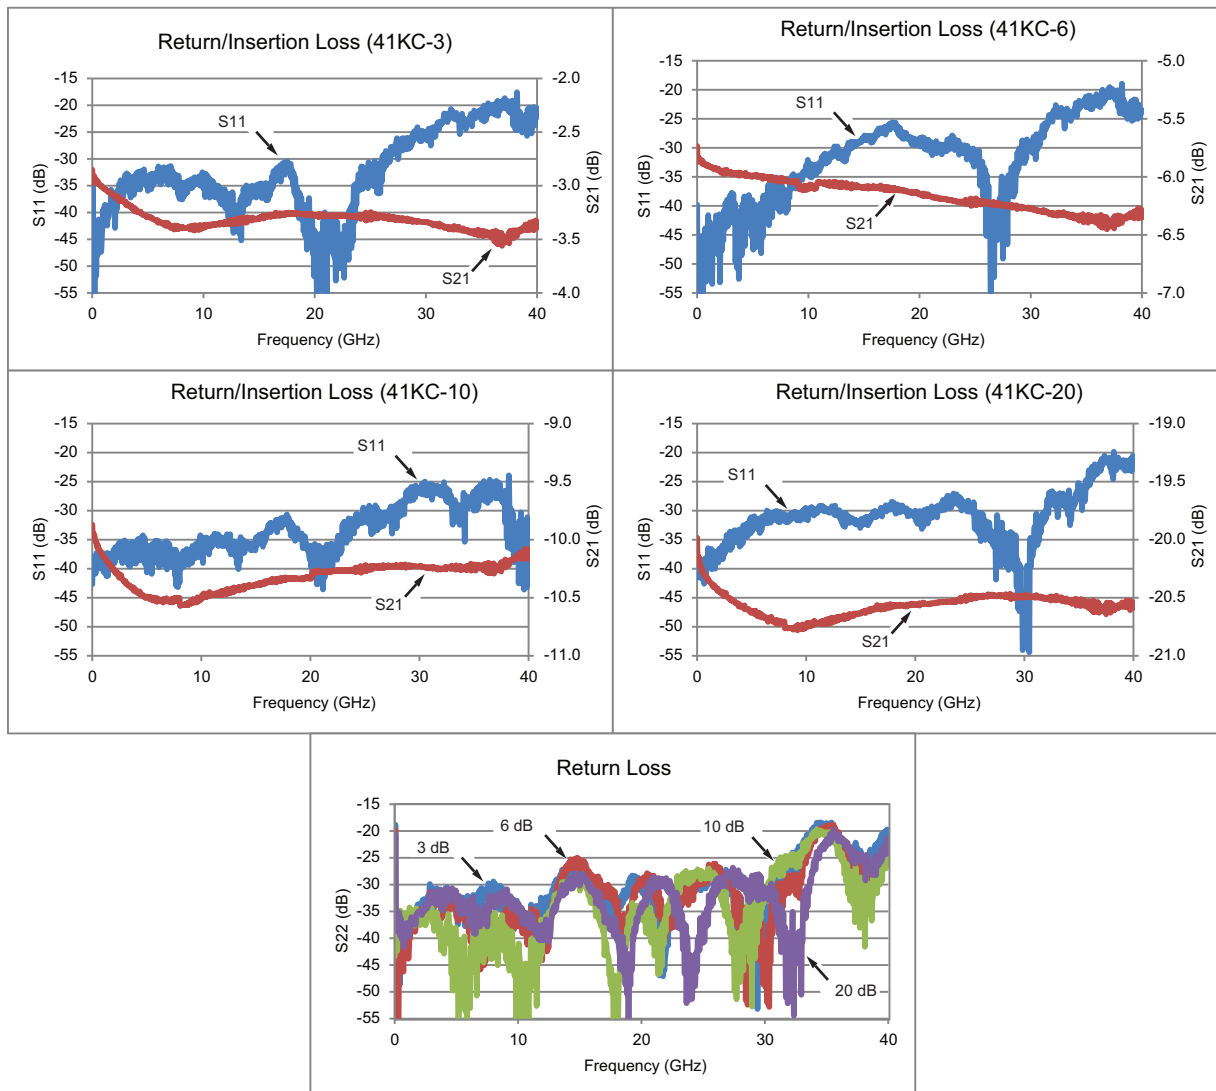 Return/Insertion Loss (41KC-3)
-15
-20
-25
-30
-35
-40
-45
-50
-55
S11 (dB)
S11
S21
-2.0
-2.5
-3.0
-3.5
-4.0
S21 (dB)
0 10 20 30 40
Frequency (GHz)
Return/Insertion Loss (41KC-6)
-15
-20
-25
-30
-35
-40
-45
-50
-55
S11 (dB)
S11
S21
-5.0
-5.5
-6.0
-6.5
-7.0
S21 (dB)
0 10 20 30 40
Frequency (GHz)
Return/Insertion Loss (41KC-10)
-15
-20
-25
-30
-35
-40
-45
-50
-55
S11 (dB)
S11
S21
-9.0
-9.5
-10.0
-10.5
-11.0
S21 (dB)
0 10 20 30 40
Frequency (GHz)
Return/Insertion Loss (41KC-20)
-15
-20
-25
-30
-35
-40
-45
-50
-55
S11 (dB)
S11
S21
-19.0
-19.5
-20.0
-20.5
-21.0
S21 (dB)
0 10 20 30 40
Frequency (GHz)
Return Loss
-15
-20
-25
-30
-35
-40
-45
-50
-55
S22 (dB)
3 dB
6 dB
10 dB
20 dB
0 10 20 30 40
Frequency (GHz)